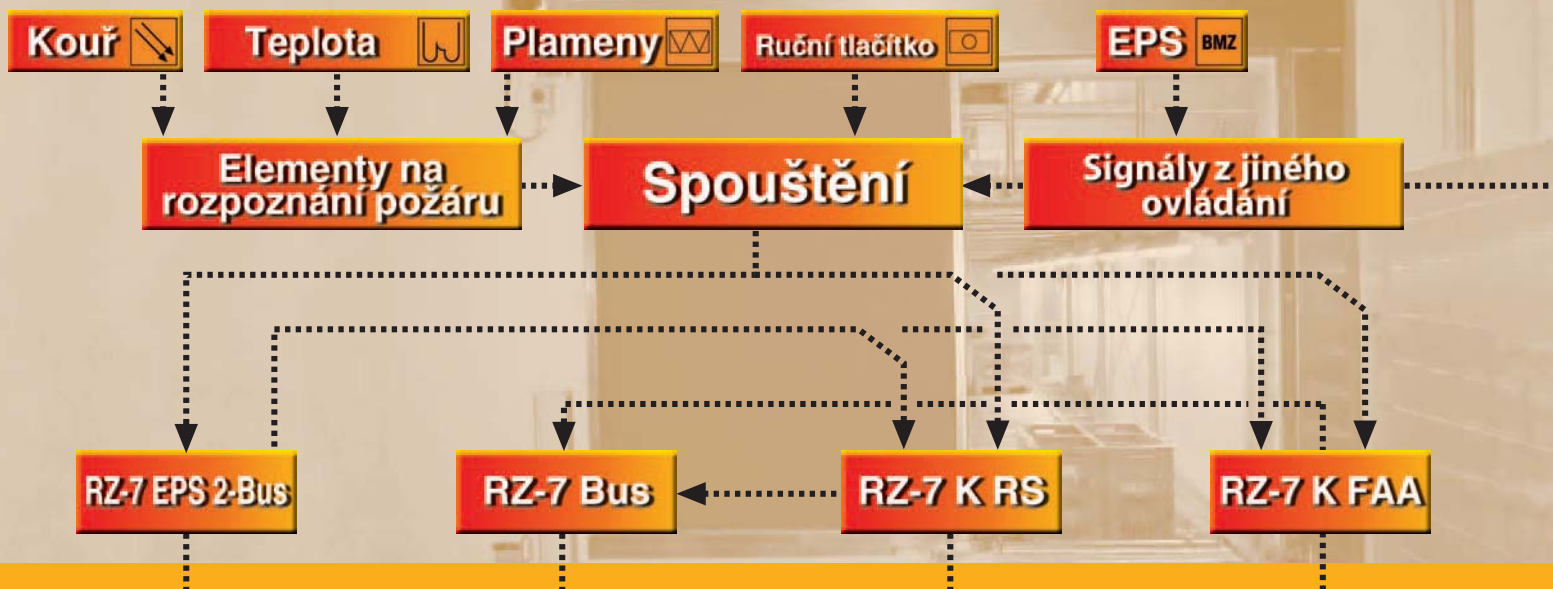 Kouř
Teplota
Plameny
Ruční tlačítko
EPS BMZ
Elementy na
rozpoznání požáru
Spouštění
Signály z jiného
ovládání
RZ-7 EPS 2-Bus
RZ-7 Bus
RZ-7 K RS
RZ-7 K FAA